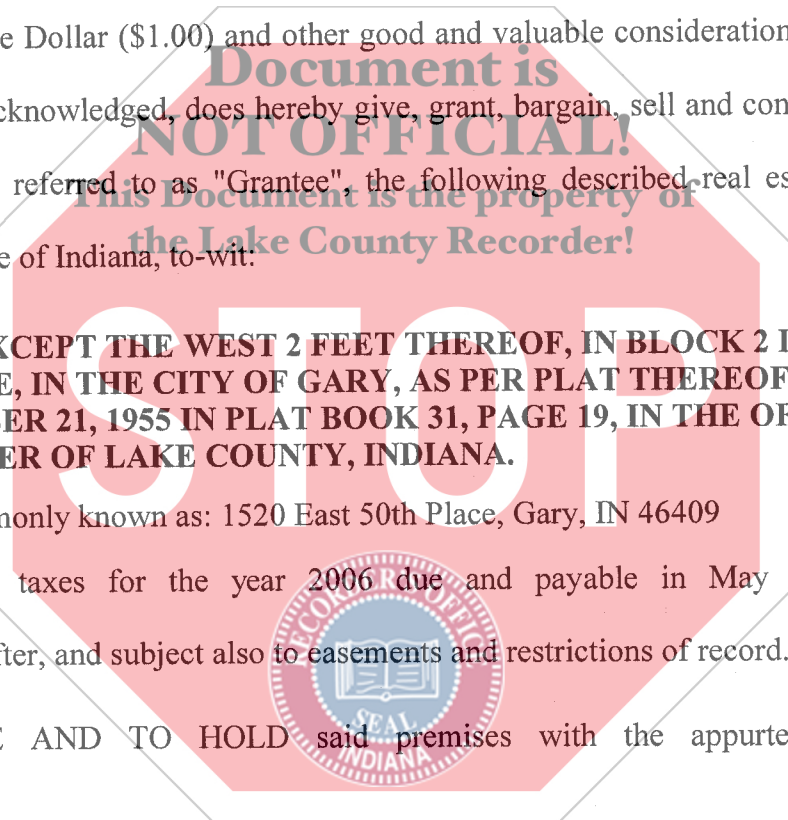 e Dollar ($1.00) and other good and valuable consideration
Document is
cknowledged, does hereby give, grant, bargain, sell and con
NOT OFFICIAL!
referred to as "Grantee", the following described real es
This Document is the property of
the Lake County Recorder!
e of Indiana, to-wit:
STOP
XCEPT THE WEST 2 FEET THEREOF, IN BLOCK 2 I
E, IN THE CITY OF GARY, AS PER PLAT THEREOF
ER 21, 1955 IN PLAT BOOK 31, PAGE 19, IN THE OF
ER OF LAKE COUNTY, INDIANA.
monly known as: 1520 East 50th Place, Gary, IN 46409
taxes for the year 2006 due and payable in May
fter, and subject also to easements and restrictions of record.
RECORDER'S OFFICE
SEAL
INDIANA
E AND TO HOLD said premises with the appurte